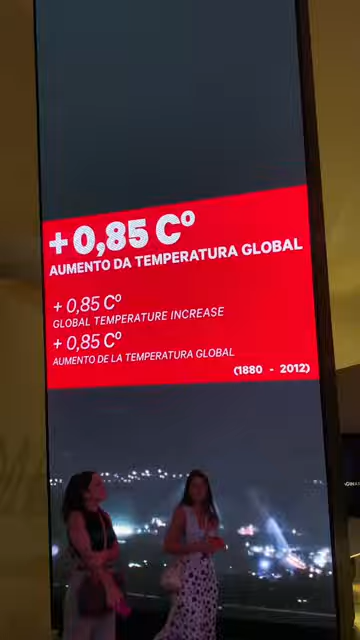 + 0,85 Cº
AUMENTO DA TEMPERATURA GLOBAL
+ 0,85 Cº
GLOBAL TEMPERATURE INCREASE
+ 0,85 Cº
AUMENTO DE LA TEMPERATURA GLOBAL
(1880 - 2012)